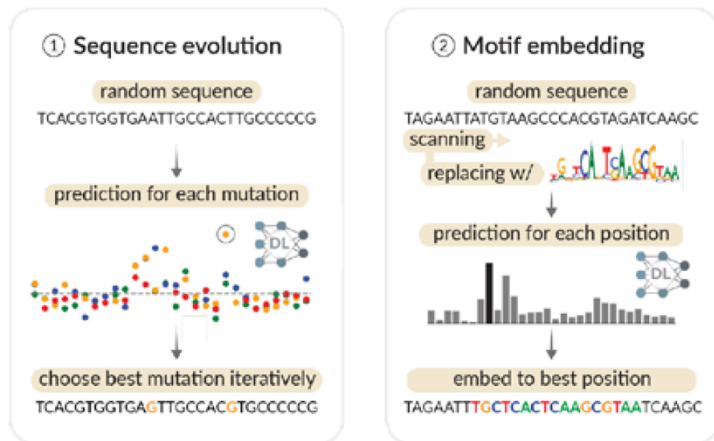 ① Sequence evolution
random sequence
TCACGTGGTGAATTGCCACTTGCCCCCG
prediction for each mutation
DL
choose best mutation iteratively
TCACGTGGTGAGTTGCCACGTGCCCCCG
② Motif embedding
random sequence
TAGAATTATGTAAGCCCACGTAGATCAAGC
scanning
replacing w/
prediction for each position
DL
embed to best position
TAGAATTTGCTCACTCAAGCGTAATCAAGC